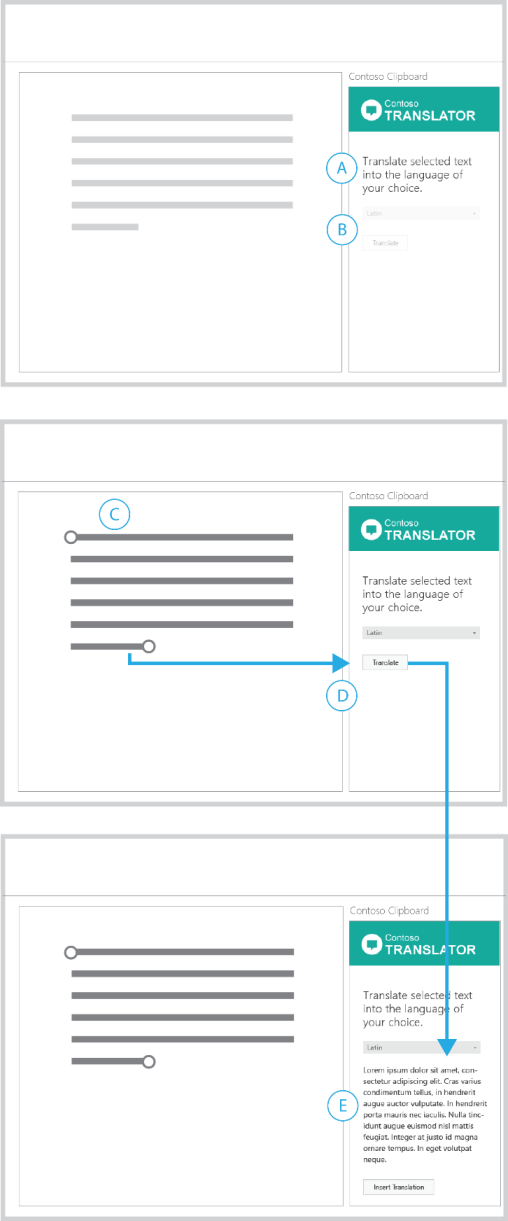 Contoso Clipboard
Contoso
TRANSLATOR
A
Translate selected text
into the language of
your choice.
Latin
B
Translate
Contoso Clipboard
C
Contoso
TRANSLATOR
Translate selected text
into the language of
your choice.
Latin
Translate
D
Contoso Clipboard
Contoso
TRANSLATOR
Translate selected text
into the language of
your choice.
Latin
E
Lorem ipsum dolor sit amet, con-
sectetur adipiscing elit. Cras varius
condimentum tellus, in hendrerit
augue auctor vulputate. In hendrerit
porta mauris nec iaculis. Nulla tinc-
idunt augue euismod nisl mattis
feugiat. Integer at justo id magna
ornare tempus. In eget volutpat
neque.
Insert Translation